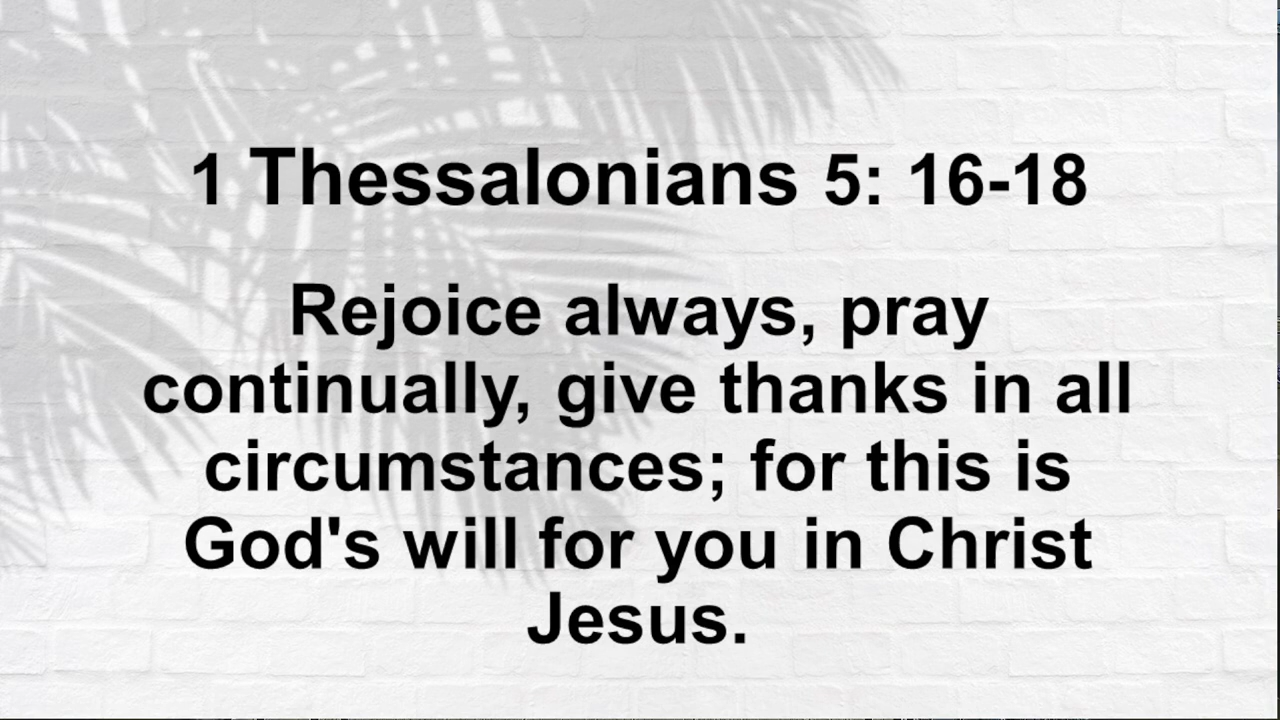 1 Thessalonians 5: 16-18
Rejoice always, pray
continually, give thanks in all
circumstances; for this is
God's will for you in Christ
Jesus.